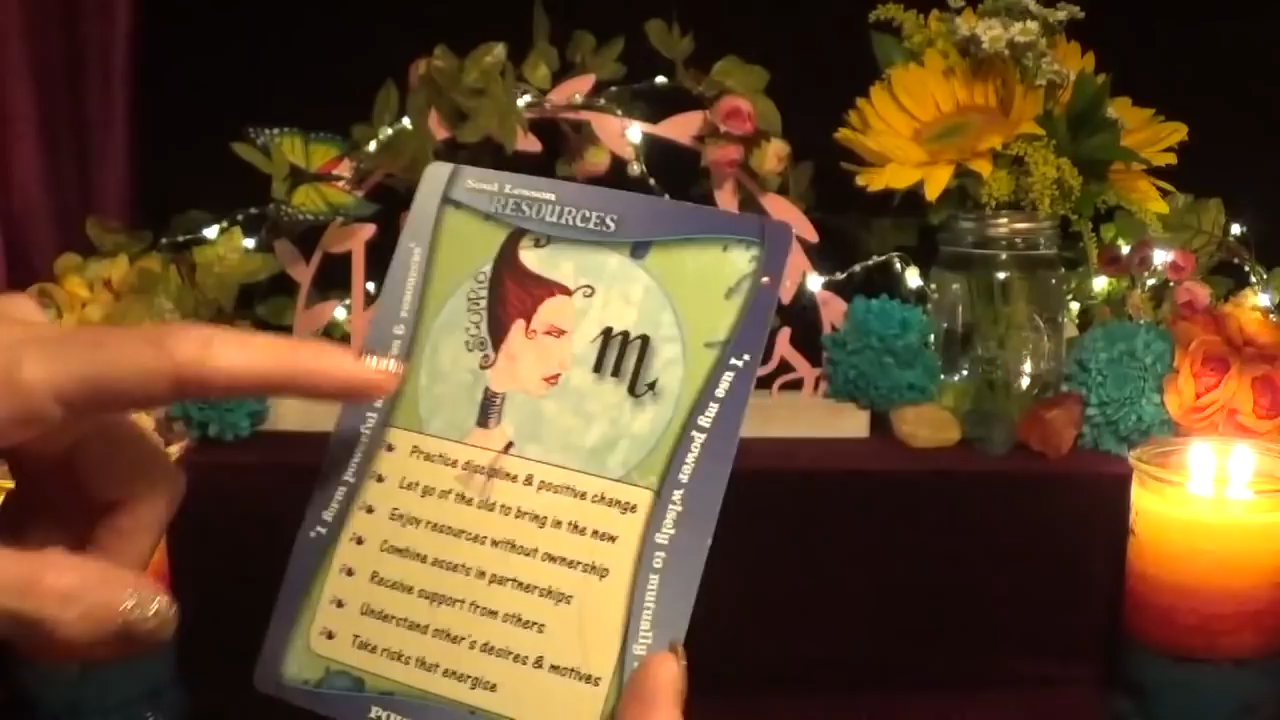 Soul Lesson
RESOURCES
Scorpio
Practice discipline & positive change
Let go of the old to bring in the new
Enjoy resources without ownership
Combine assets in partnerships
Receive support from others
Understand other's desires & motives
Take risks that energise
"I use my power wisely to mutually